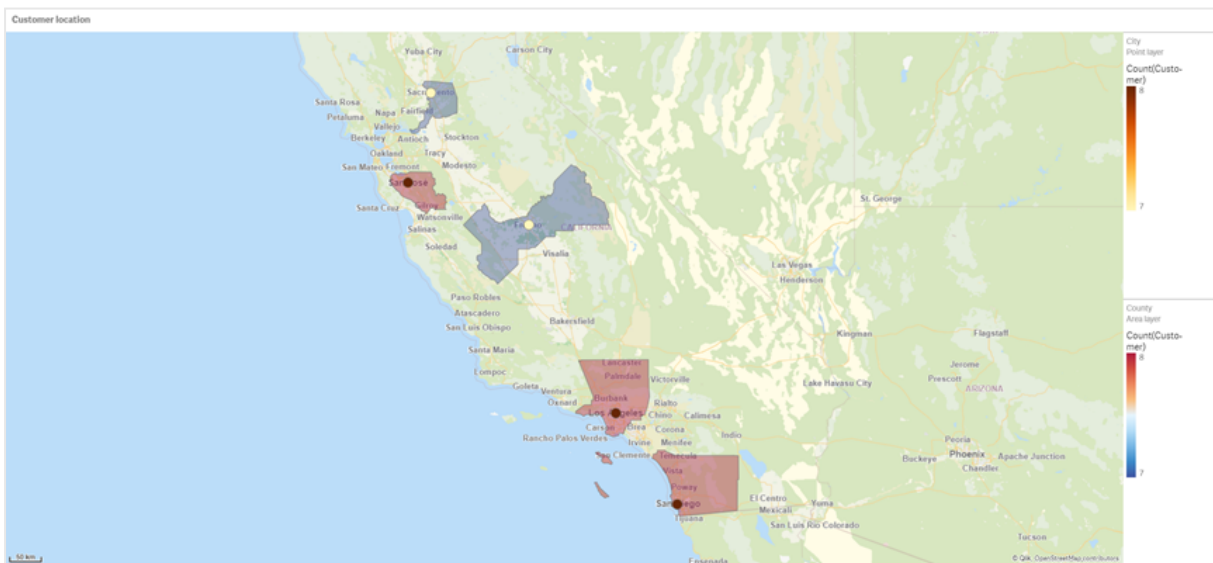 Customer location
Yuba City
Carson City
Santa Rosa
Napa
Fairfield
Petaluma
Vallejo
Berkeley
Antioch
Stockton
Oakland
Tracy
San Mateo
Fremont
Modesto
Santa Cruz
Gilroy
Watsonville
Salinas
Soledad
CALIFORNIA
Visalia
St. George
Las Vegas
Henderson
Paso Robles
Atascadero
San Luis Obispo
Bakersfield
Kingman
Flagstaff
Santa Maria
Lompoc
Lancaster
Palmdale
Victorville
Lake Havasu City
Jerome
Prescott
ARIZONA
Goleta
Ventura
Oxnard
Burbank
Rialto
Los Angeles
Chino
Calimesa
Carson
Brea
Corona
Rancho Palos Verdes
Irvine
Menifee
Indio
San Clemente
Temecula
Vista
Poway
San Diego
Tijuana
El Centro
Mexicali
Yuma
San Luis Rio Colorado
Peoria
Buckeye
Phoenix
Apache Junction
Chandler
Tucson
Ensenada
50 km
© Qlik, OpenStreetMap contributors
City
Point layer
Count(Custo-
mer)
8
7
County
Area layer
Count(Custo-
mer)
8
7